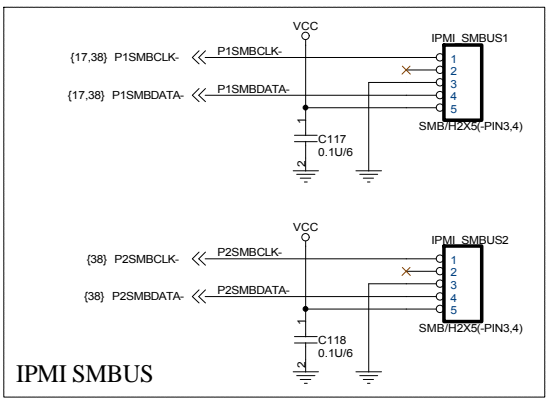 VCC
IPMI_SMBUS1
{17,38} P1SMBCLK- P1SMBCLK- 1
2
3
{17,38} P1SMBDATA- P1SMBDATA- 4
5
SMB/H2X5(-PIN3,4)
1
C117
0.1U/6
2
VCC
IPMI_SMBUS2
{38} P2SMBCLK- P2SMBCLK- 1
2
3
{38} P2SMBDATA- P2SMBDATA- 4
5
SMB/H2X5(-PIN3,4)
1
C118
0.1U/6
2
IPMI SMBUS